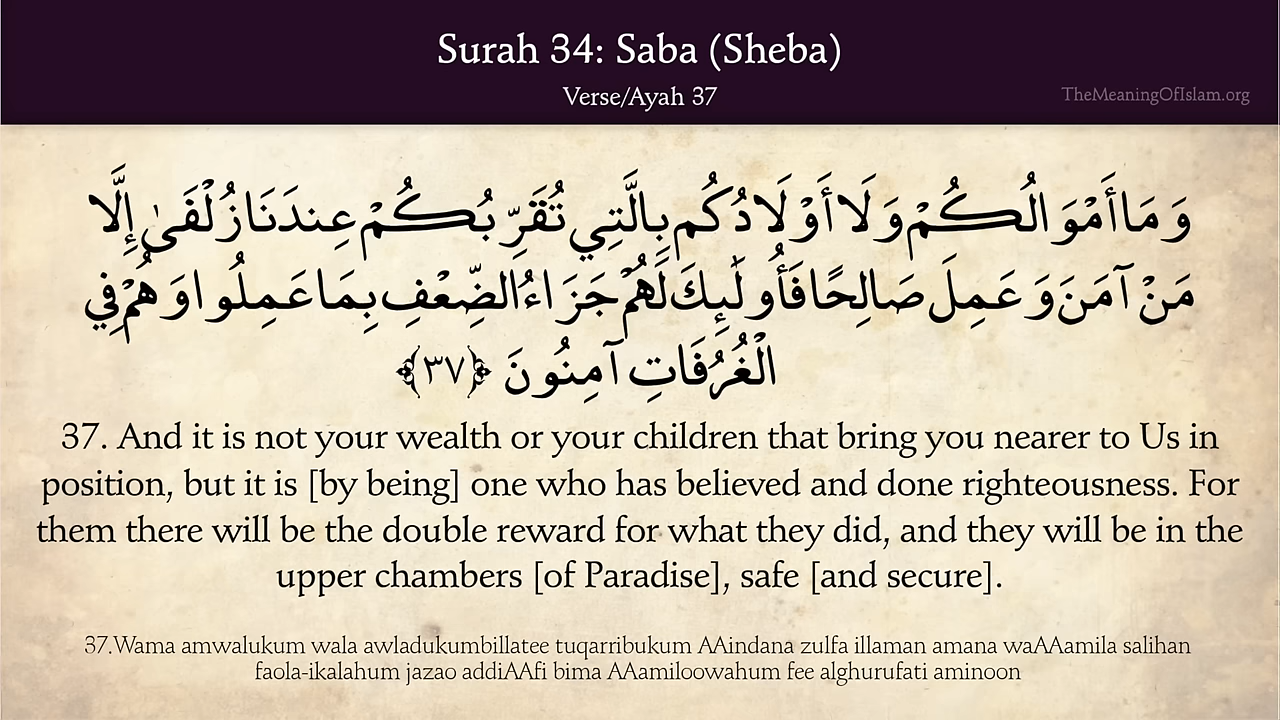 Surah 34: Saba (Sheba)
Verse/Ayah 37
TheMeaningOfIslam.org
وَمَا أَمْوَالُكُمْ وَلَا أَوْلَادُكُم بِالَّتِي تُقَرِّبُكُمْ عِندَنَا زُلْفَىٰ إِلَّا
مَنْ آمَنَ وَعَمِلَ صَالِحًا فَأُولَٰئِكَ لَهُمْ جَزَاءُ الضِّعْفِ بِمَا عَمِلُوا وَهُمْ فِي
الْغُرُفَاتِ آمِنُونَ ﴿٣٧﴾
37. And it is not your wealth or your children that bring you nearer to Us in
position, but it is [by being] one who has believed and done righteousness. For
them there will be the double reward for what they did, and they will be in the
upper chambers [of Paradise], safe [and secure].
37.Wama amwalukum wala awladukumbillatee tuqarribukum AAindana zulfa illaman amana waAAamila salihan
faola-ikalahum jazao addiAAfi bima AAamiloowahum fee alghurufati aminoon